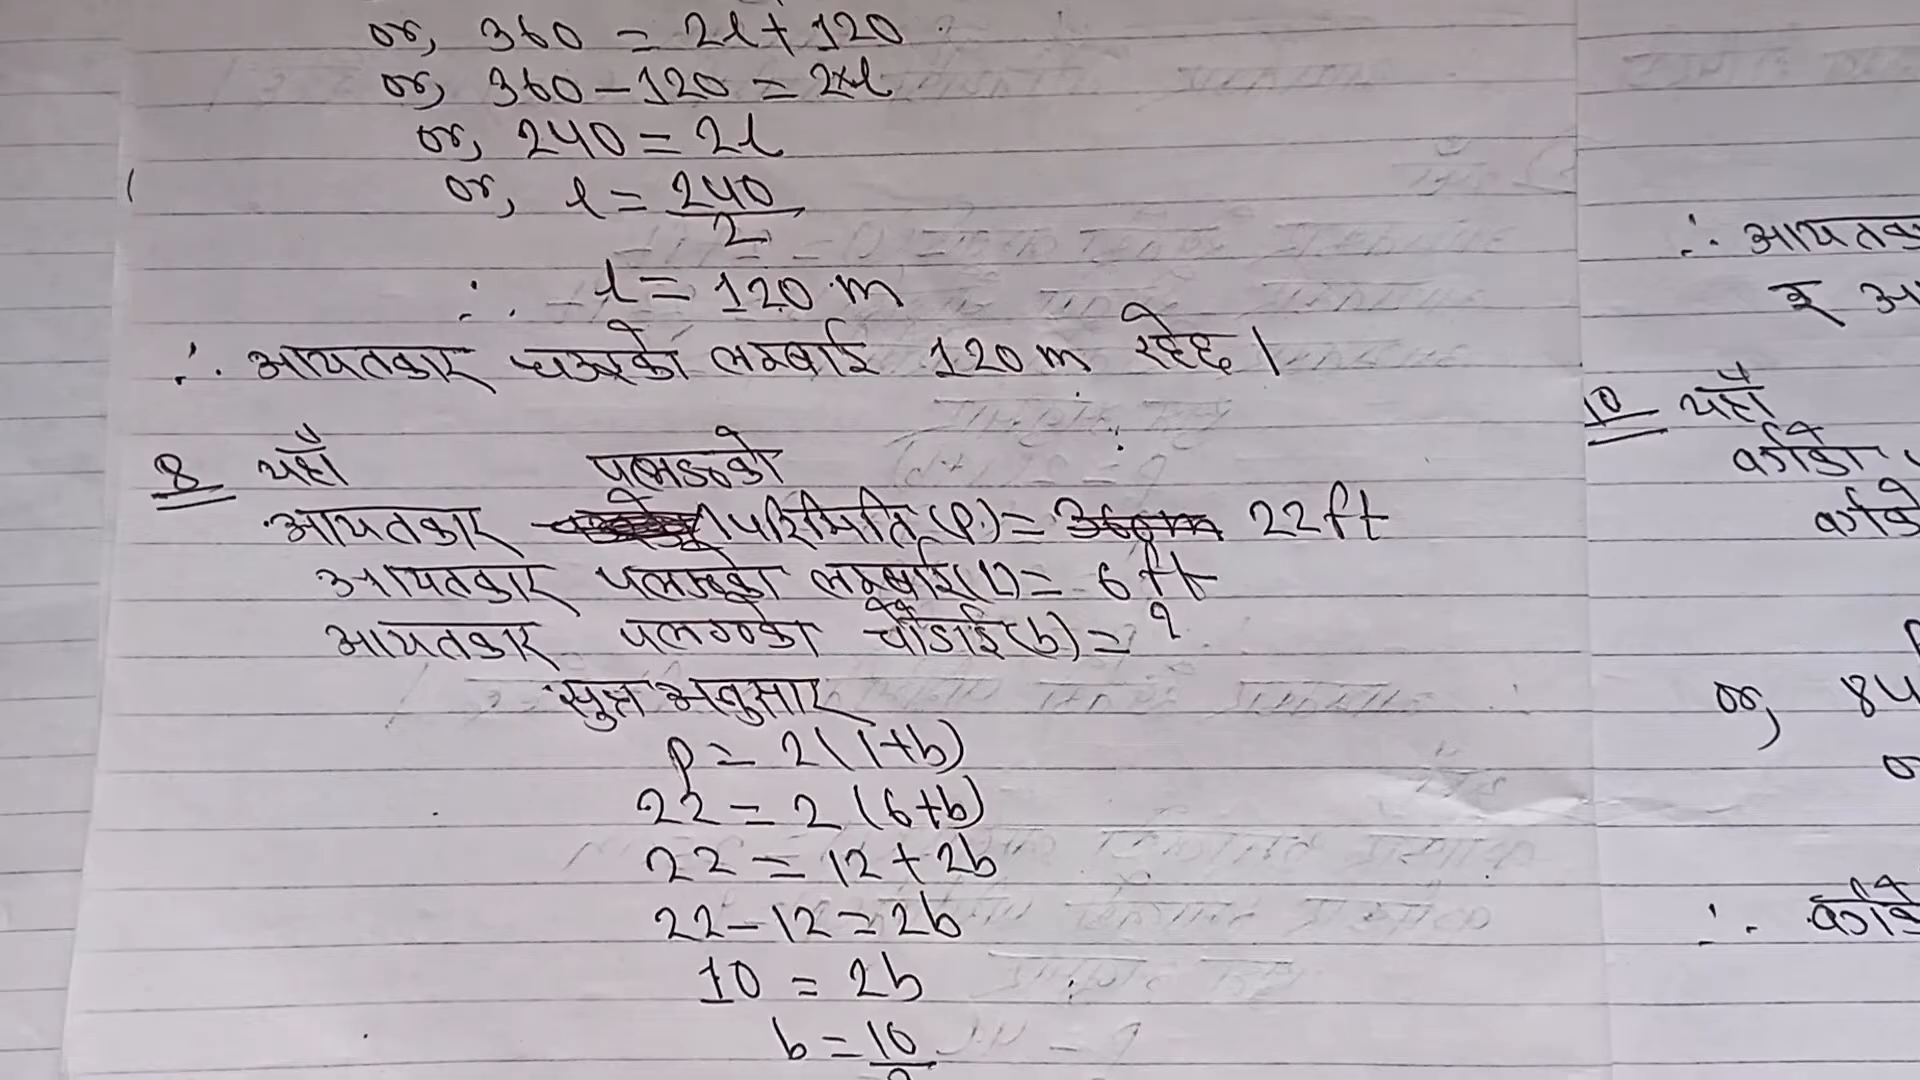 or, 360 = 2l + 120
or, 360 - 120 = 2×l
or, 240 = 2l
or, l = 240
2
∴ l = 120 m
∴ आयतकार चउरको लम्बाई 120 m रहेछ।
8 यहाँ
पलङको
आयतकार परिमिति (P) = 22 ft
आयतकार पलङको लम्बाई (l) = 6 ft
आयतकार पलङको चौडाई (b) = ?
सुत्र अनुसार
P = 2 (l+b)
22 = 2 (6+b)
22 = 12 + 2b
22 - 12 = 2b
10 = 2b
b = 10
∴ आयतक
र
10 यहाँ
or, 84